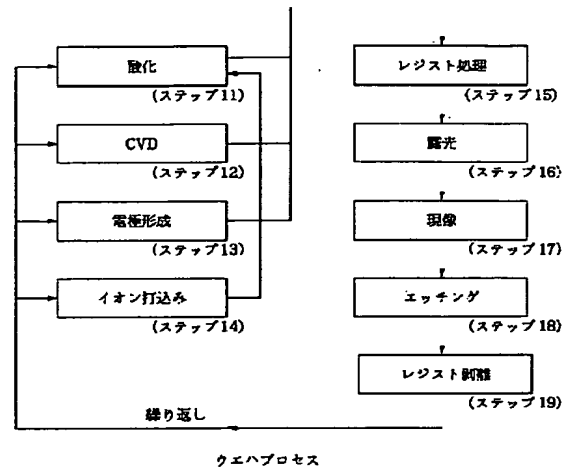 酸化
(ステップ11)
CVD
(ステップ12)
電極形成
(ステップ13)
イオン打込み
(ステップ14)
レジスト処理
(ステップ15)
露光
(ステップ16)
現像
(ステップ17)
エッチング
(ステップ18)
レジスト剥離
(ステップ19)
繰り返し
ウエハプロセス